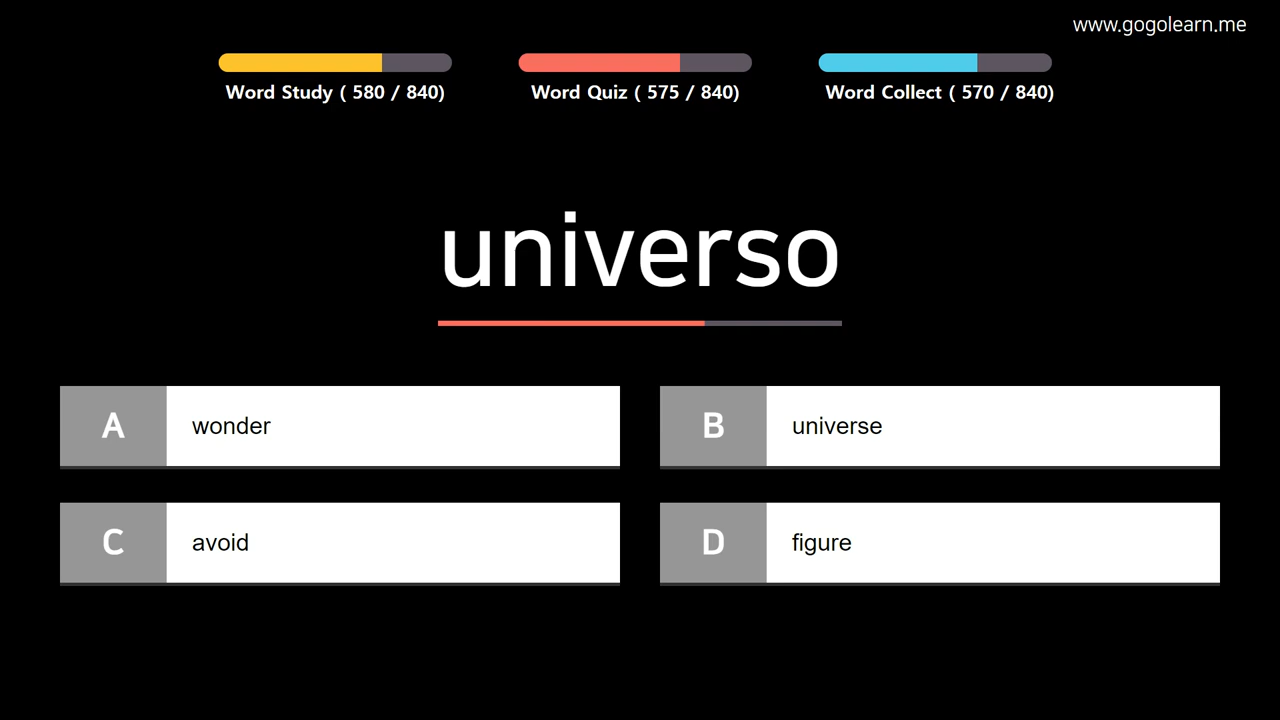 www.gogolearn.me
Word Study ( 580 / 840)
Word Quiz ( 575 / 840)
Word Collect ( 570 / 840)
universo
A wonder
B universe
C avoid
D figure